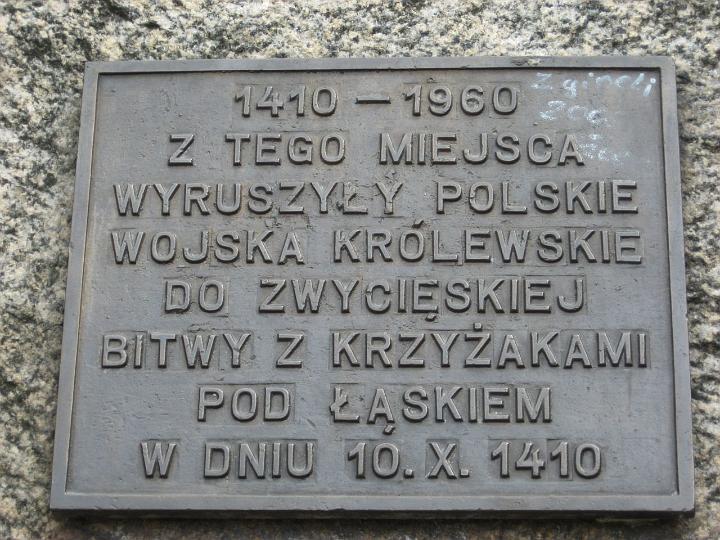 1410 — 1960
Z TEGO MIEJSCA
WYRUSZYŁY POLSKIE
WOJSKA KRÓLEWSKIE
DO ZWYCIĘSKIEJ
BITWY Z KRZYŻAKAMI
POD ŁĄSKIEM
W DNIU 10. X. 1410